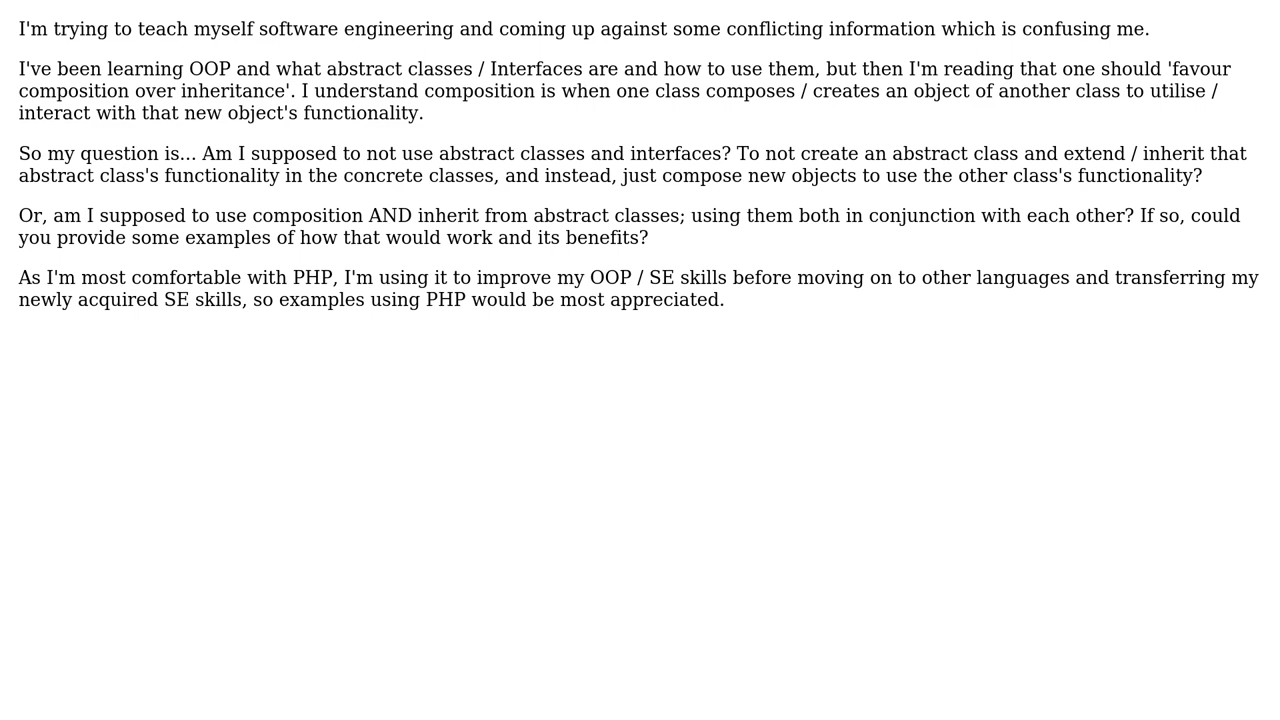 I'm trying to teach myself software engineering and coming up against some conflicting information which is confusing me.
I've been learning OOP and what abstract classes / Interfaces are and how to use them, but then I'm reading that one should 'favour
composition over inheritance'. I understand composition is when one class composes / creates an object of another class to utilise /
interact with that new object's functionality.
So my question is... Am I supposed to not use abstract classes and interfaces? To not create an abstract class and extend / inherit that
abstract class's functionality in the concrete classes, and instead, just compose new objects to use the other class's functionality?
Or, am I supposed to use composition AND inherit from abstract classes; using them both in conjunction with each other? If so, could
you provide some examples of how that would work and its benefits?
As I'm most comfortable with PHP, I'm using it to improve my OOP / SE skills before moving on to other languages and transferring my
newly acquired SE skills, so examples using PHP would be most appreciated.